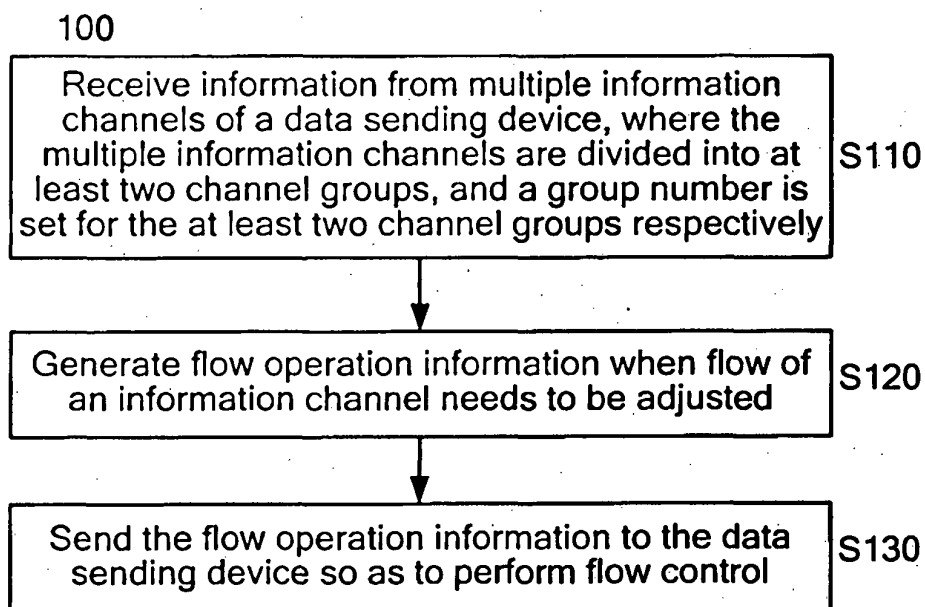 100
Receive information from multiple information
channels of a data sending device, where the
multiple information channels are divided into at
least two channel groups, and a group number is
set for the at least two channel groups respectively
S110
Generate flow operation information when flow of
an information channel needs to be adjusted
S120
Send the flow operation information to the data
sending device so as to perform flow control
S130